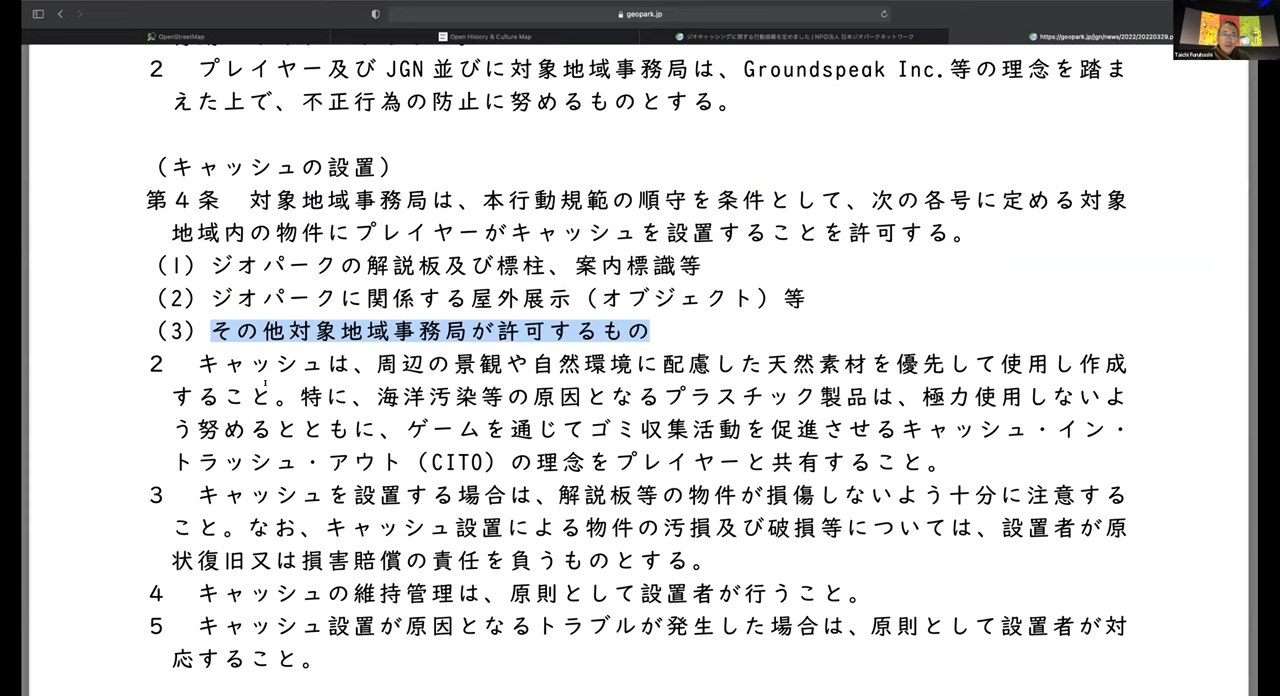 geopark.jp
OpenStreetMap
Open History & Culture Map
ジオキャッシングに関する行動規範を定めました | NPO法人 日本ジオパークネットワーク
https://geopark.jp/jgn/news/2022/20220329.p
Taichi Furuhashi
２　プレイヤー及び JGN 並びに対象地域事務局は、Groundspeak Inc.等の理念を踏ま
えた上で、不正行為の防止に努めるものとする。
（キャッシュの設置）
第４条　対象地域事務局は、本行動規範の順守を条件として、次の各号に定める対象
地域内の物件にプレイヤーがキャッシュを設置することを許可する。
（1）ジオパークの解説板及び標柱、案内標識等
（2）ジオパークに関係する屋外展示（オブジェクト）等
（3）その他対象地域事務局が許可するもの
２　キャッシュは、周辺の景観や自然環境に配慮した天然素材を優先して使用し作成
すること。特に、海洋汚染等の原因となるプラスチック製品は、極力使用しないよ
う努めるとともに、ゲームを通じてゴミ収集活動を促進させるキャッシュ・イン・
トラッシュ・アウト（CITO）の理念をプレイヤーと共有すること。
３　キャッシュを設置する場合は、解説板等の物件が損傷しないよう十分に注意する
こと。なお、キャッシュ設置による物件の汚損及び破損等については、設置者が原
状復旧又は損害賠償の責任を負うものとする。
４　キャッシュの維持管理は、原則として設置者が行うこと。
５　キャッシュ設置が原因となるトラブルが発生した場合は、原則として設置者が対
応すること。